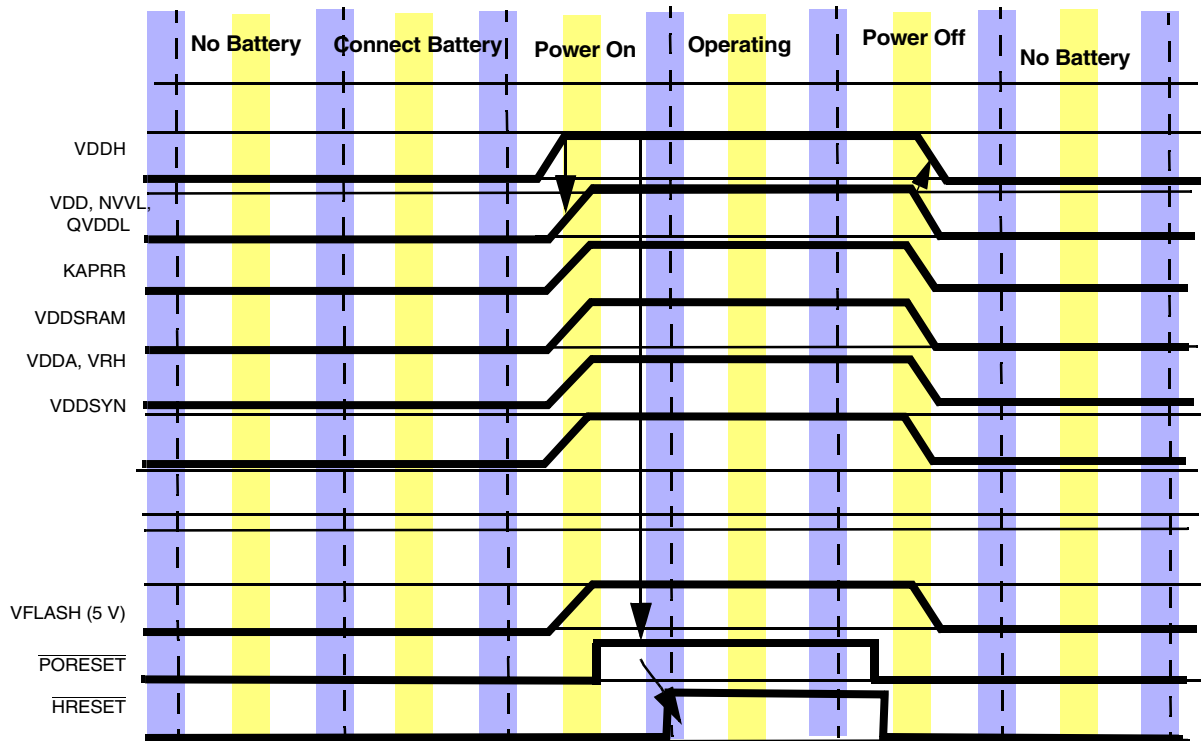 No Battery
Connect Battery
Power On
Operating
Power Off
No Battery
VDDH
VDD, NVVL,
QVDDL
KAPRR
VDDSRAM
VDDA, VRH
VDDSYN
VFLASH (5 V)
PORESET
HRESET